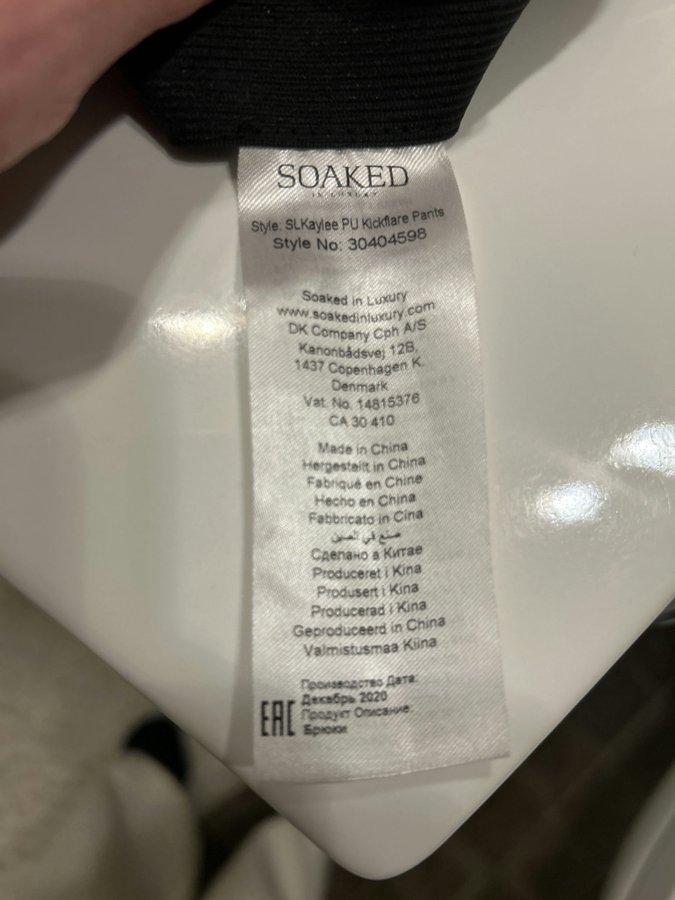 SOAKED
IN LUXURY
Style: SLKaylee PU Kickflare Pants
Style No: 30404598
Soaked in Luxury
www.soakedinluxury.com
DK Company Cph A/S
Kanonbådsvej 12B,
1437 Copenhagen K.
Denmark
Vat. No. 14815376
CA 30 410
Made in China
Hergestellt in China
Fabriqué en Chine
Hecho en China
Fabbricato in Cina
صنع في الصين
Сделано в Китае
Produceret i Kina
Produsert i Kina
Producerad i Kina
Geproduceerd in China
Valmistusmaa Kiina
Производство Дата:
Декабрь 2020
EAC Продукт Описание:
Брюки